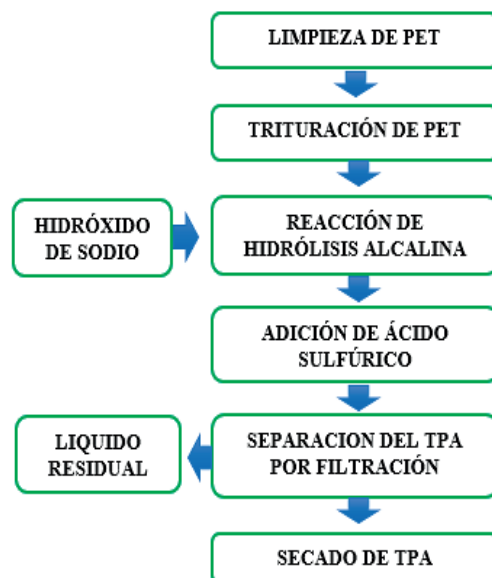 LIMPIEZA DE PET
TRITURACIÓN DE PET
HIDRÓXIDO
DE SODIO
REACCIÓN DE
HIDRÓLISIS ALCALINA
ADICIÓN DE ÁCIDO
SULFÚRICO
LIQUIDO
RESIDUAL
SEPARACION DEL TPA
POR FILTRACIÓN
SECADO DE TPA